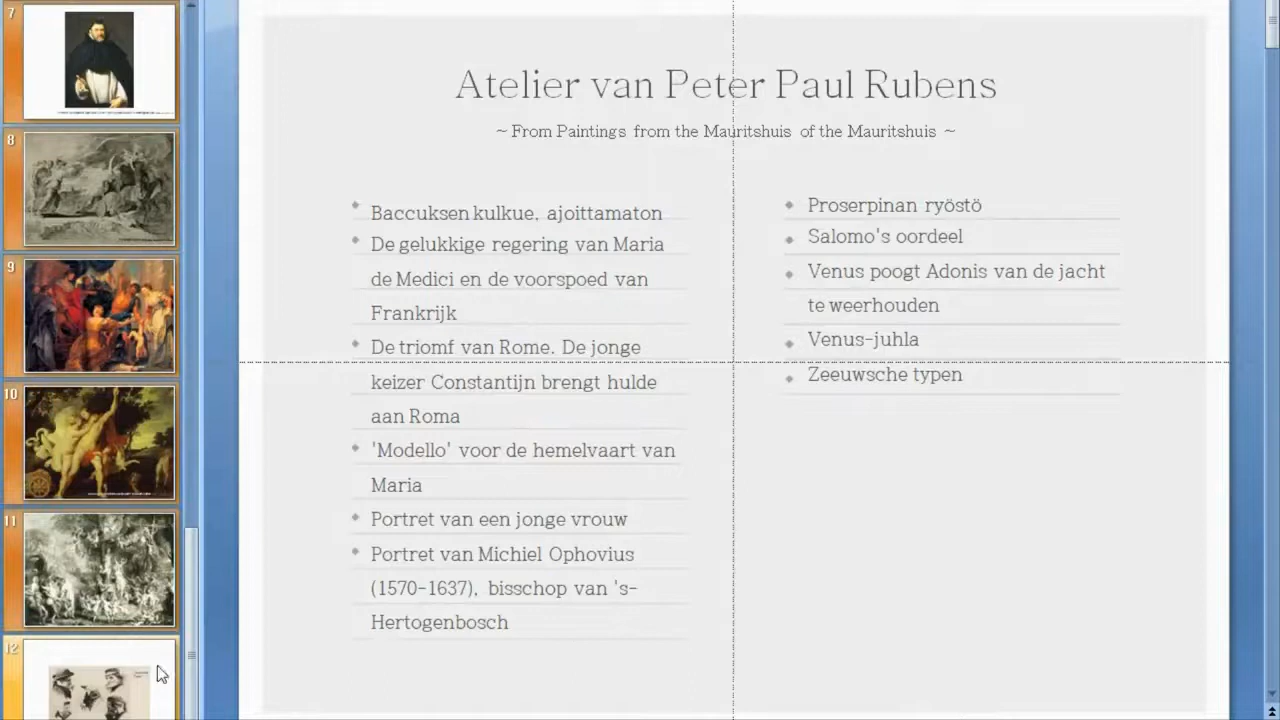 7
8
9
10
11
12
Atelier van Peter Paul Rubens
~ From Paintings from the Mauritshuis of the Mauritshuis ~
Baccuksen kulkue, ajoittamaton
De gelukkige regering van Maria
de Medici en de voorspoed van
Frankrijk
De triomf van Rome. De jonge
keizer Constantijn brengt hulde
aan Roma
'Modello' voor de hemelvaart van
Maria
Portret van een jonge vrouw
Portret van Michiel Ophovius
(1570-1637), bisschop van 's-
Hertogenbosch
Proserpinan ryöstö
Salomo's oordeel
Venus poogt Adonis van de jacht
te weerhouden
Venus-juhla
Zeeuwsche typen